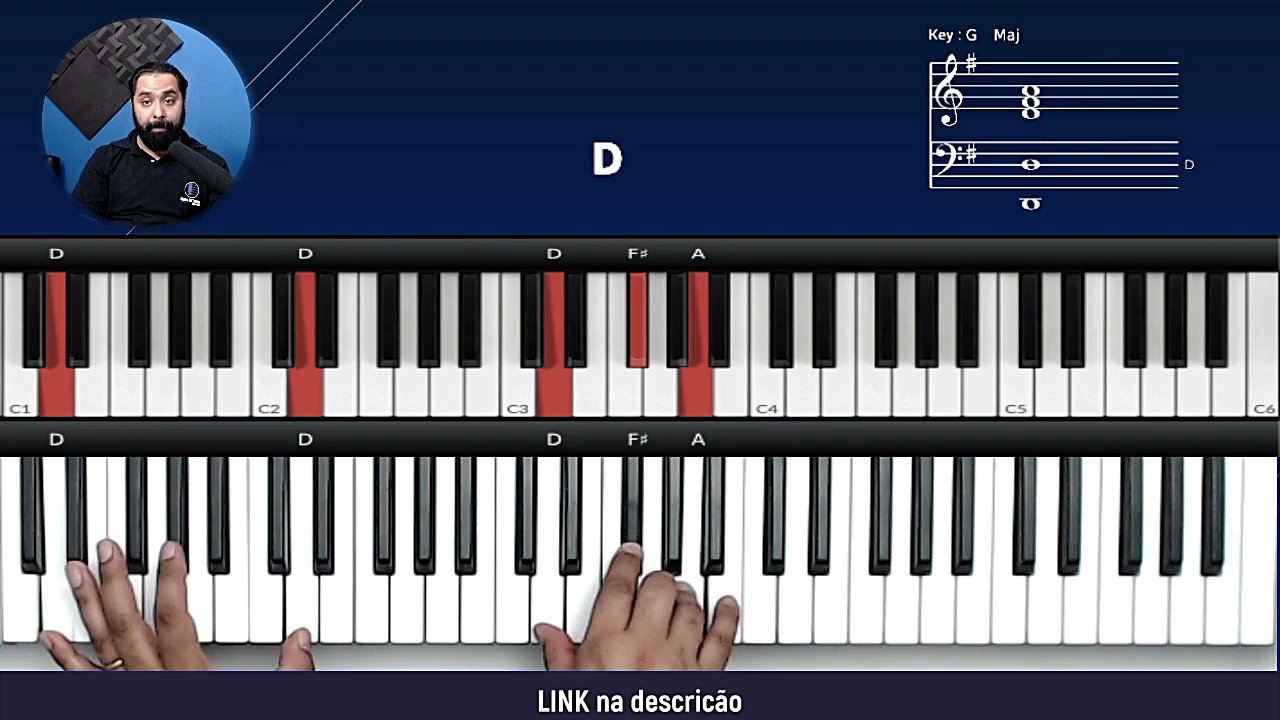 Key : G Maj
D
D
D D D F# A
C1 C2 C3 C4 C5 C6
D D D F# A
LINK na descricão